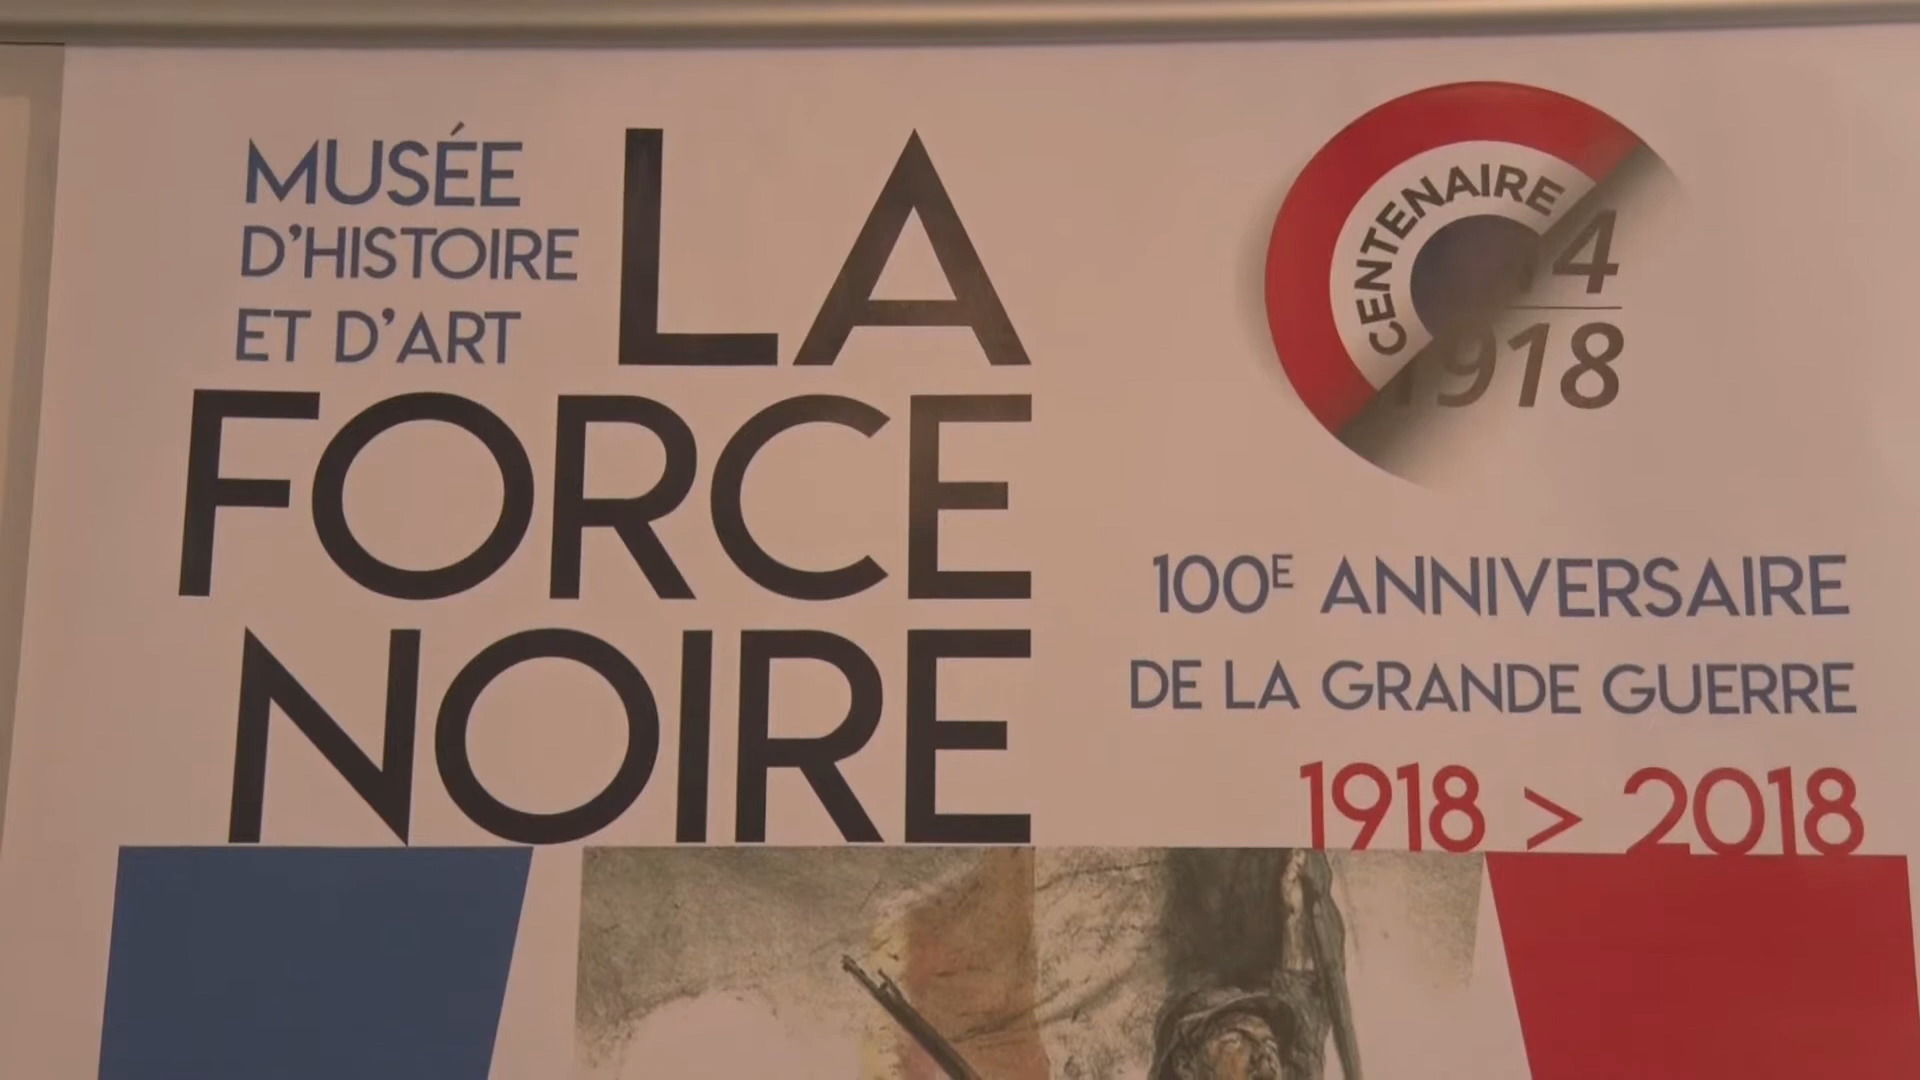 MUSÉE
D'HISTOIRE
ET D'ART
LA
FORCE
NOIRE
CENTENAIRE
1918
100E ANNIVERSAIRE
DE LA GRANDE GUERRE
1918 > 2018